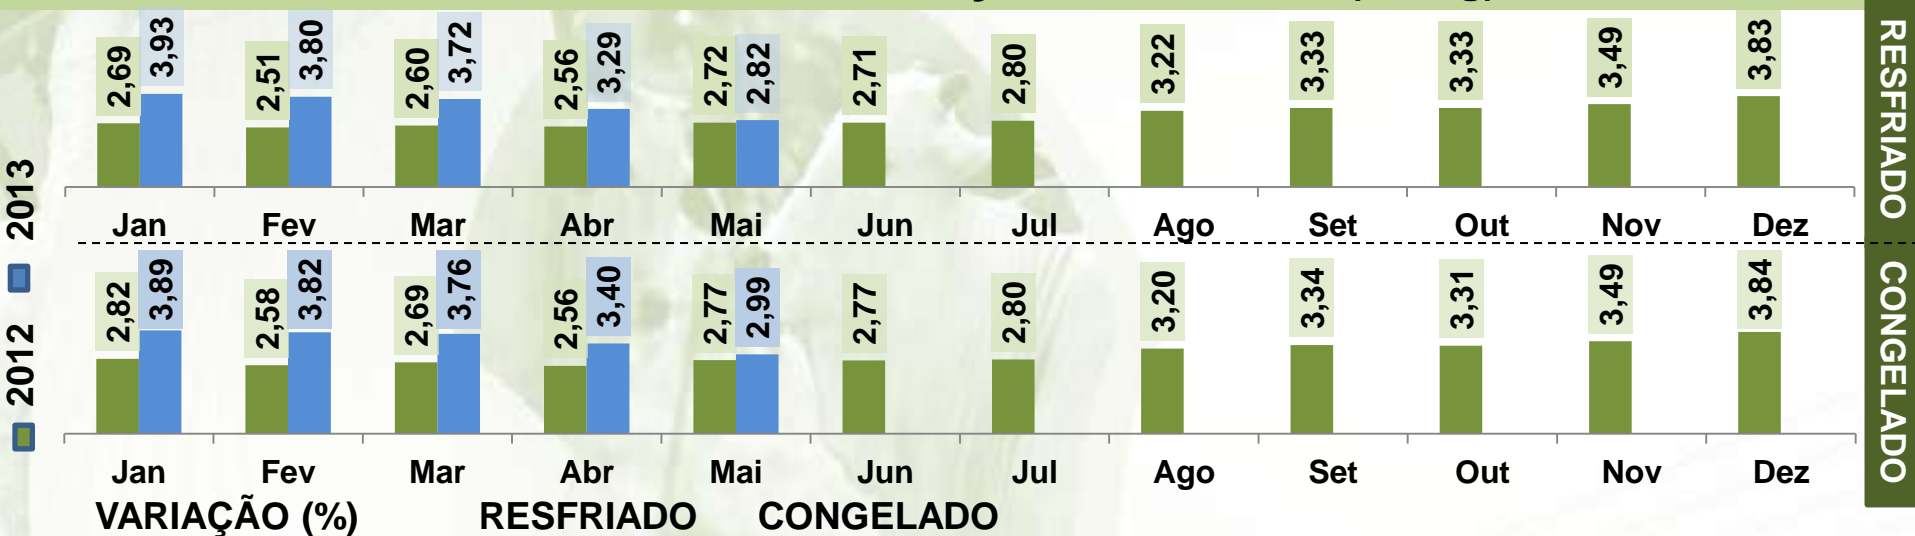 2,69 3,93 2,51 3,80 2,60 3,72 2,56 3,29 2,72 2,82 2,71 2,80 3,22 3,33 3,33 3,49 3,83
Jan Fev Mar Abr Mai Jun Jul Ago Set Out Nov Dez
RESFRIADO
2012 2013
2,82 3,89 2,58 3,82 2,69 3,76 2,56 3,40 2,77 2,99 2,77 2,80 3,20 3,34 3,31 3,49 3,84
Jan Fev Mar Abr Mai Jun Jul Ago Set Out Nov Dez
CONGELADO
VARIAÇÃO (%) RESFRIADO CONGELADO